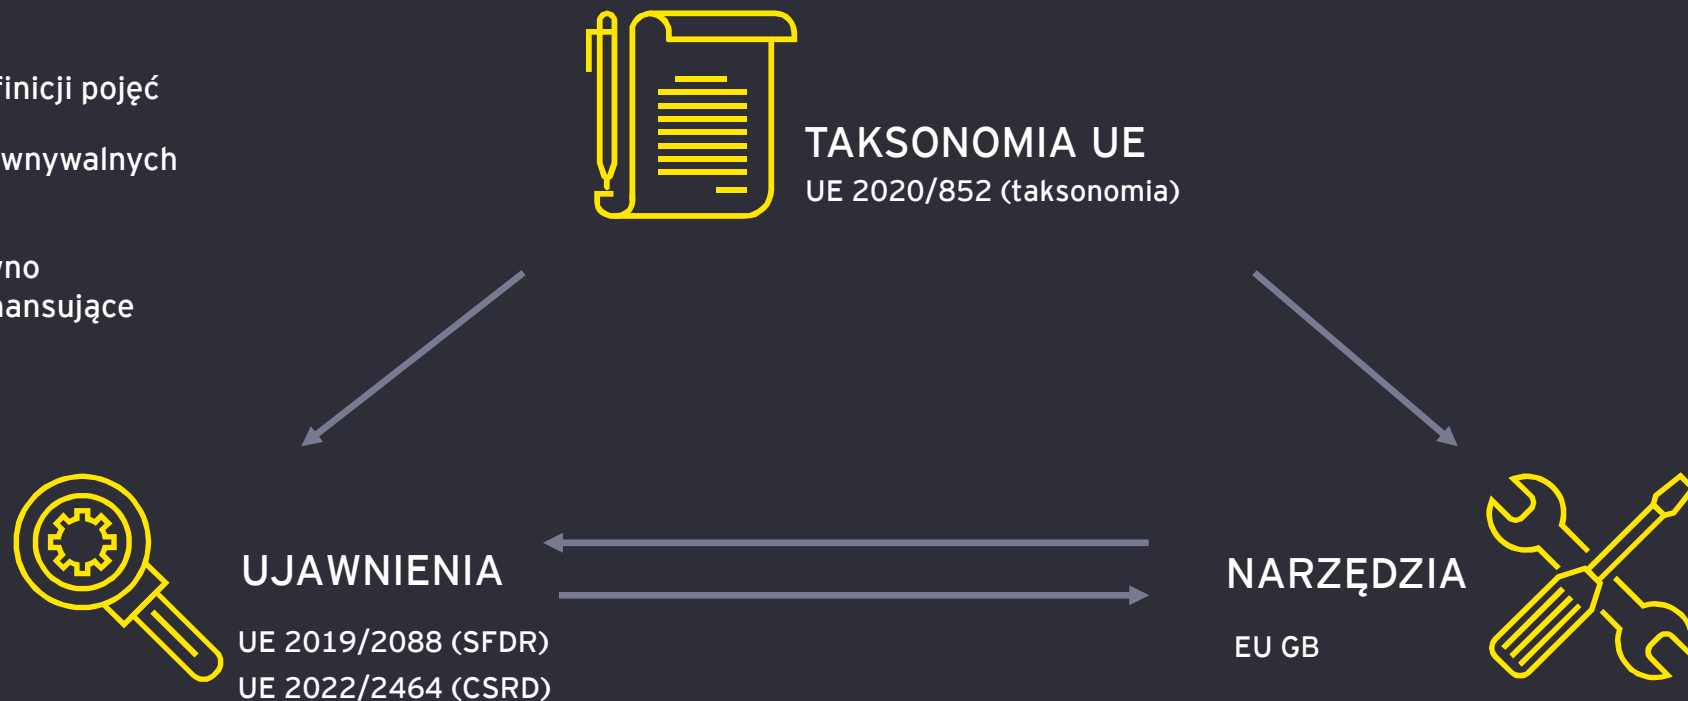 finicji pojęć
wnywalnych
no
nansujące
TAKSONOMIA UE
UE 2020/852 (taksonomia)
UJAWNIENIA
UE 2019/2088 (SFDR)
UE 2022/2464 (CSRD)
NARZĘDZIA
EU GB